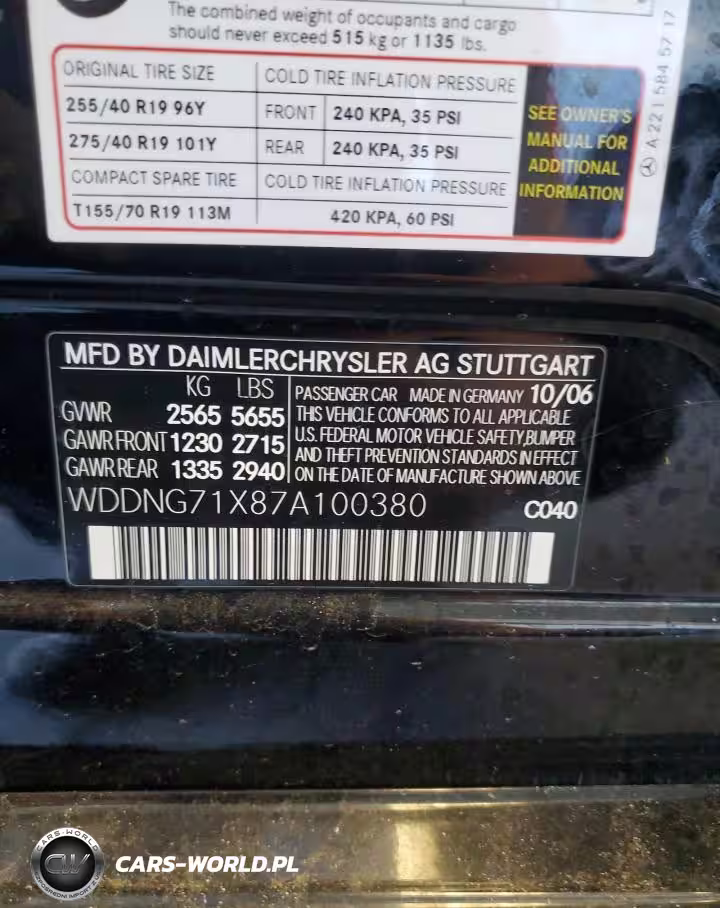 The combined weight of occupants and cargo
should never exceed 515 kg or 1135 lbs.
ORIGINAL TIRE SIZE COLD TIRE INFLATION PRESSURE
255/40 R19 96Y FRONT 240 KPA, 35 PSI
275/40 R19 101Y REAR 240 KPA, 35 PSI
COMPACT SPARE TIRE COLD TIRE INFLATION PRESSURE
T155/70 R19 113M 420 KPA, 60 PSI
SEE OWNER'S
MANUAL FOR
ADDITIONAL
INFORMATION
A 221 584 57 17
MFD BY DAIMLERCHRYSLER AG STUTTGART
KG LBS
GVWR 2565 5655
GAWR FRONT 1230 2715
GAWR REAR 1335 2940
PASSENGER CAR MADE IN GERMANY 10/06
THIS VEHICLE CONFORMS TO ALL APPLICABLE
U.S. FEDERAL MOTOR VEHICLE SAFETY,BUMPER
AND THEFT PREVENTION STANDARDS IN EFFECT
ON THE DATE OF MANUFACTURE SHOWN ABOVE
WDDNG71X87A100380 C040
CARS-WORLD
CW
CARS-WORLD.PL